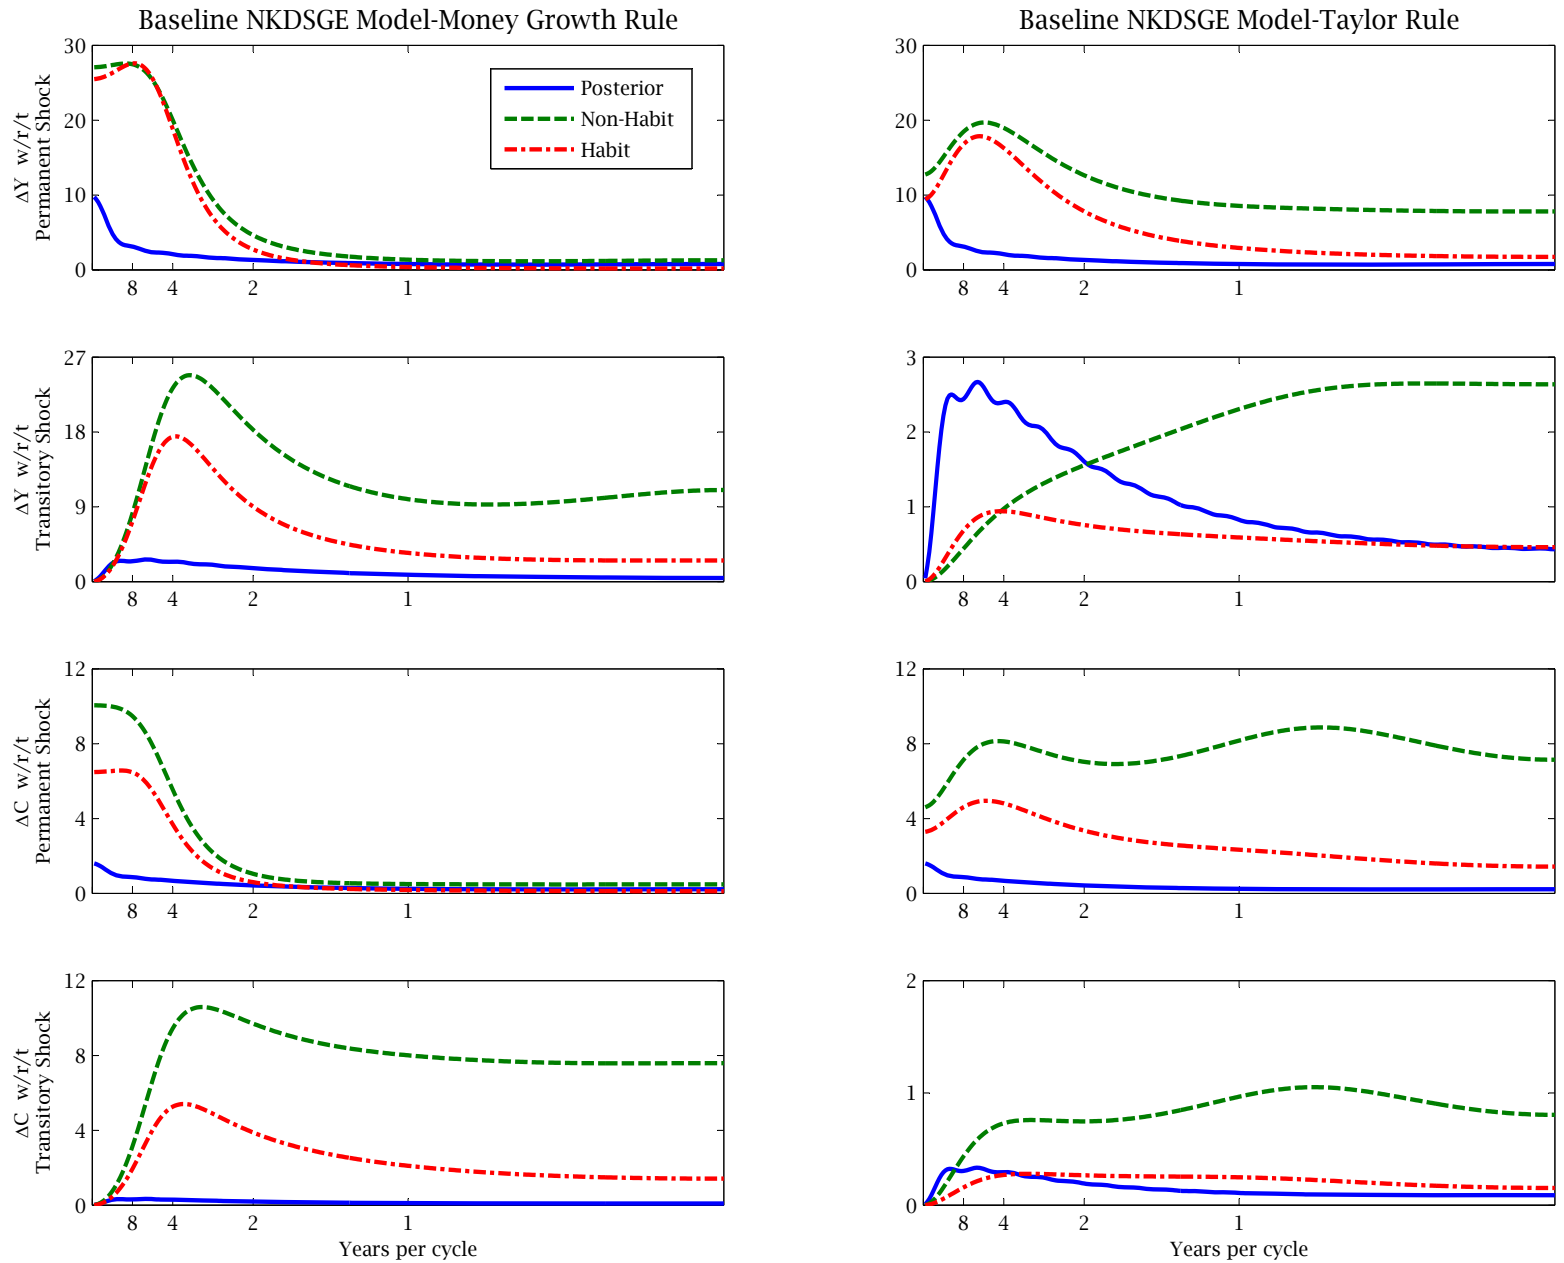 Baseline NKDSGE Model-Money Growth Rule
ΔY w/r/t
Permanent Shock
30
20
10
0
8 4 2 1
Posterior
Non-Habit
Habit
Baseline NKDSGE Model-Taylor Rule
30
20
10
0
8 4 2 1
ΔY w/r/t
Transitory Shock
27
18
9
0
8 4 2 1
3
2
1
0
8 4 2 1
ΔC w/r/t
Permanent Shock
12
8
4
0
8 4 2 1
12
8
4
0
8 4 2 1
ΔC w/r/t
Transitory Shock
12
8
4
0
8 4 2 1
Years per cycle
2
1
0
8 4 2 1
Years per cycle